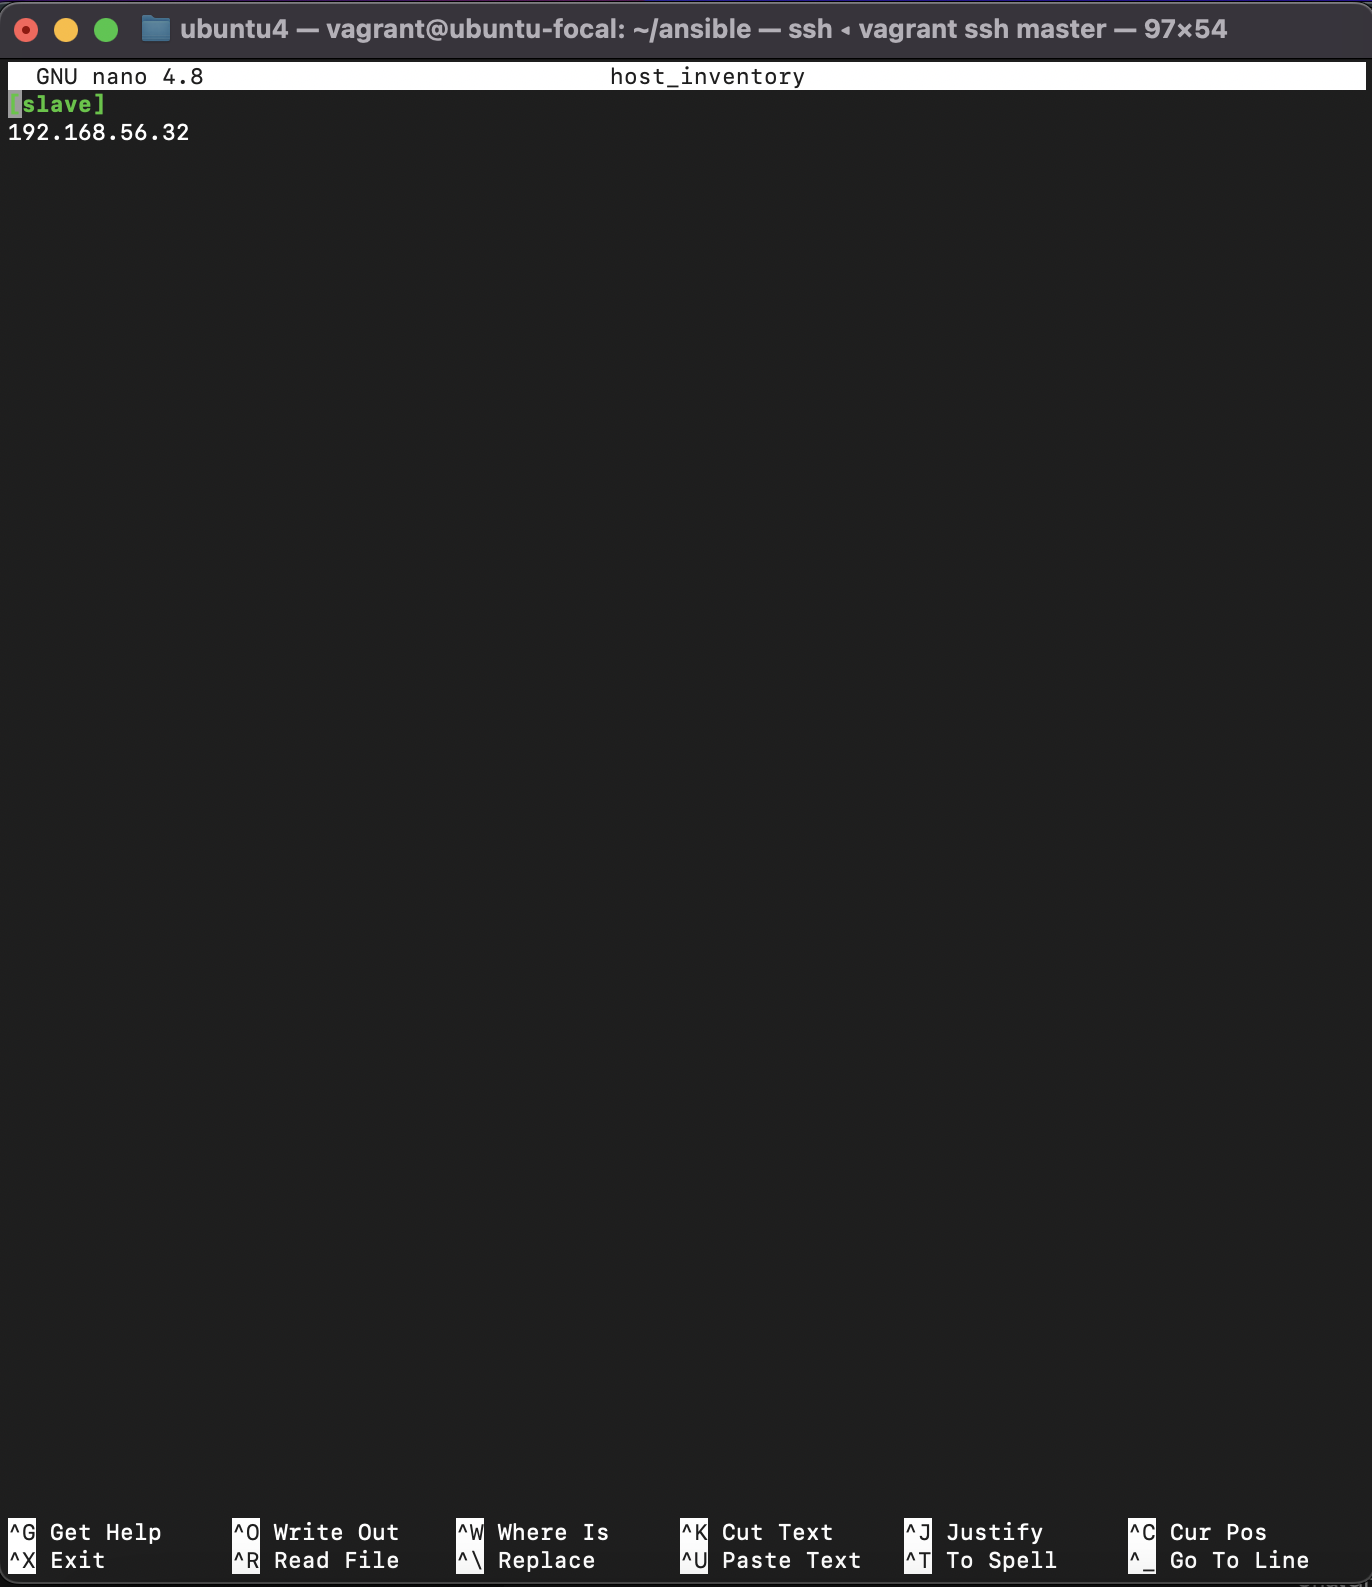 ubuntu4 — vagrant@ubuntu-focal: ~/ansible — ssh ◂ vagrant ssh master — 97×54
GNU nano 4.8 host_inventory
[slave]
192.168.56.32
^G Get Help ^O Write Out ^W Where Is ^K Cut Text ^J Justify ^C Cur Pos
^X Exit ^R Read File ^\ Replace ^U Paste Text ^T To Spell ^_ Go To Line